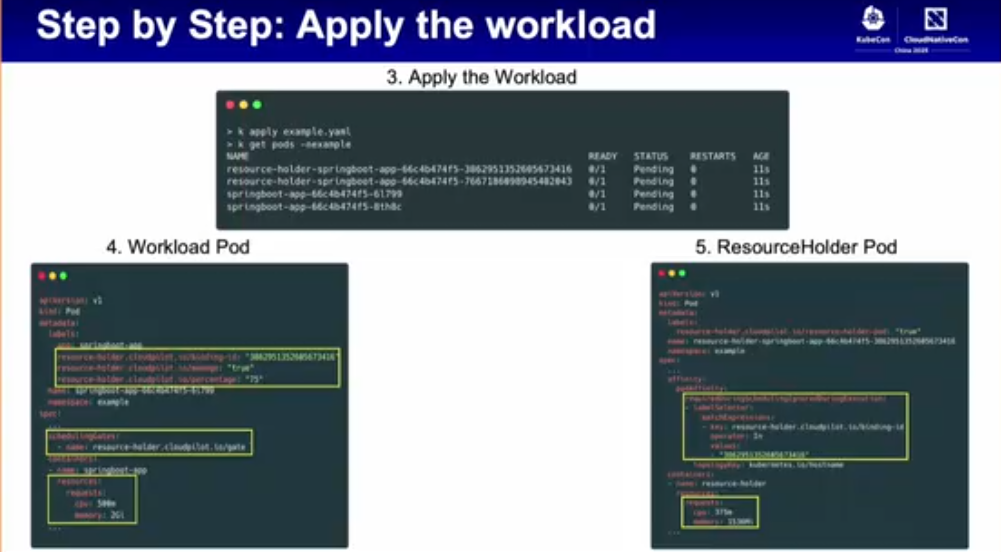 Step by Step: Apply the workload
KubeCon
CloudNativeCon
China 2025
3. Apply the Workload
> k apply example.yaml
> k get pods -nexample
NAME READY STATUS RESTARTS AGE
resource-holder-springboot-app-66c4b474f5-3862951352605673416 0/1 Pending 0 11s
resource-holder-springboot-app-66c4b474f5- 0/1 Pending 0 11s
springboot-app-66c4b474f5-6l799 0/1 Pending 0 11s
springboot-app-66c4b474f5-8th8c 0/1 Pending 0 11s
4. Workload Pod
apiVersion: v1
kind: Pod
metadata:
labels:
app: springboot-app
resource-holder.cloudpilot.io/binding-id: "3862951352605673416"
resource-holder.cloudpilot.io/manage: "true"
resource-holder.cloudpilot.io/percentage: "75"
name: springboot-app-66c4b474f5-6l799
namespace: example
spec:
...
schedulingGates:
- name: resource-holder.cloudpilot.io/gate
containers:
- name: springboot-app
resources:
requests:
cpu: 500m
memory: 2Gi
...
5. ResourceHolder Pod
apiVersion: v1
kind: Pod
metadata:
labels:
resource-holder.cloudpilot.io/resource-holder-pod: "true"
name: resource-holder-springboot-app-66c4b474f5-3862951352605673416
namespace: example
spec:
...
affinity:
podAffinity:
requiredDuringSchedulingIgnoredDuringExecution:
- labelSelector:
matchExpressions:
- key: resource-holder.cloudpilot.io/binding-id
operator: In
values:
- "3862951352605673416"
topologyKey: kubernetes.io/hostname
containers:
- name: resource-holder
resources:
requests:
cpu: 375m
memory: 1536Mi
...